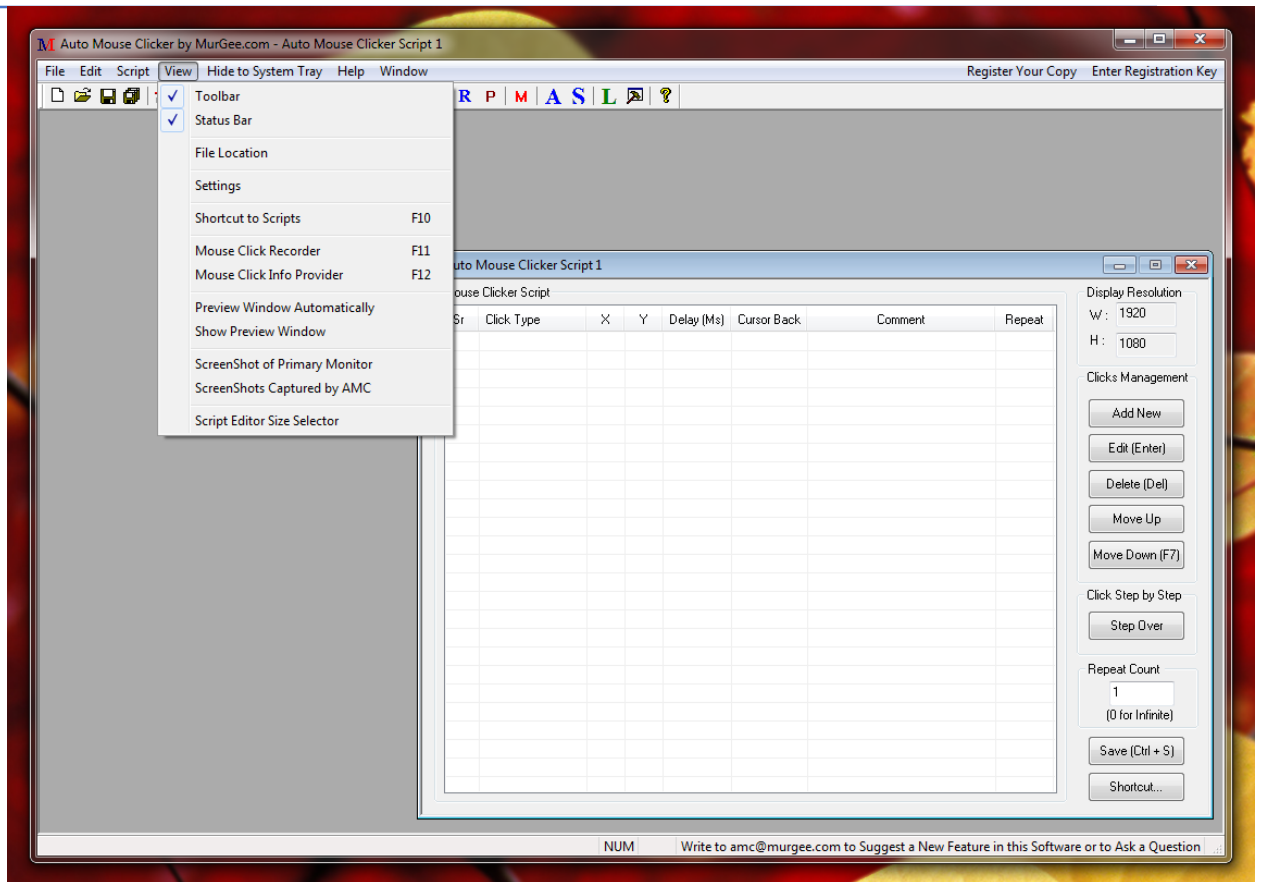 Auto Mouse Clicker by MurGee.com - Auto Mouse Clicker Script 1
File Edit Script View Hide to System Tray Help Window Register Your Copy Enter Registration Key
R P M A S L ?
Toolbar
Status Bar
File Location
Settings
Shortcut to Scripts F10
Mouse Click Recorder F11
Mouse Click Info Provider F12
Preview Window Automatically
Show Preview Window
ScreenShot of Primary Monitor
ScreenShots Captured by AMC
Script Editor Size Selector
uto Mouse Clicker Script 1
ouse Clicker Script
Sr Click Type X Y Delay (Ms) Cursor Back Comment Repeat
Display Resolution
W : 1920
H : 1080
Clicks Management
Add New
Edit (Enter)
Delete (Del)
Move Up
Move Down (F7)
Click Step by Step
Step Over
Repeat Count
1
(0 for Infinite)
Save (Ctrl + S)
Shortcut...
NUM Write to amc@murgee.com to Suggest a New Feature in this Software or to Ask a Question